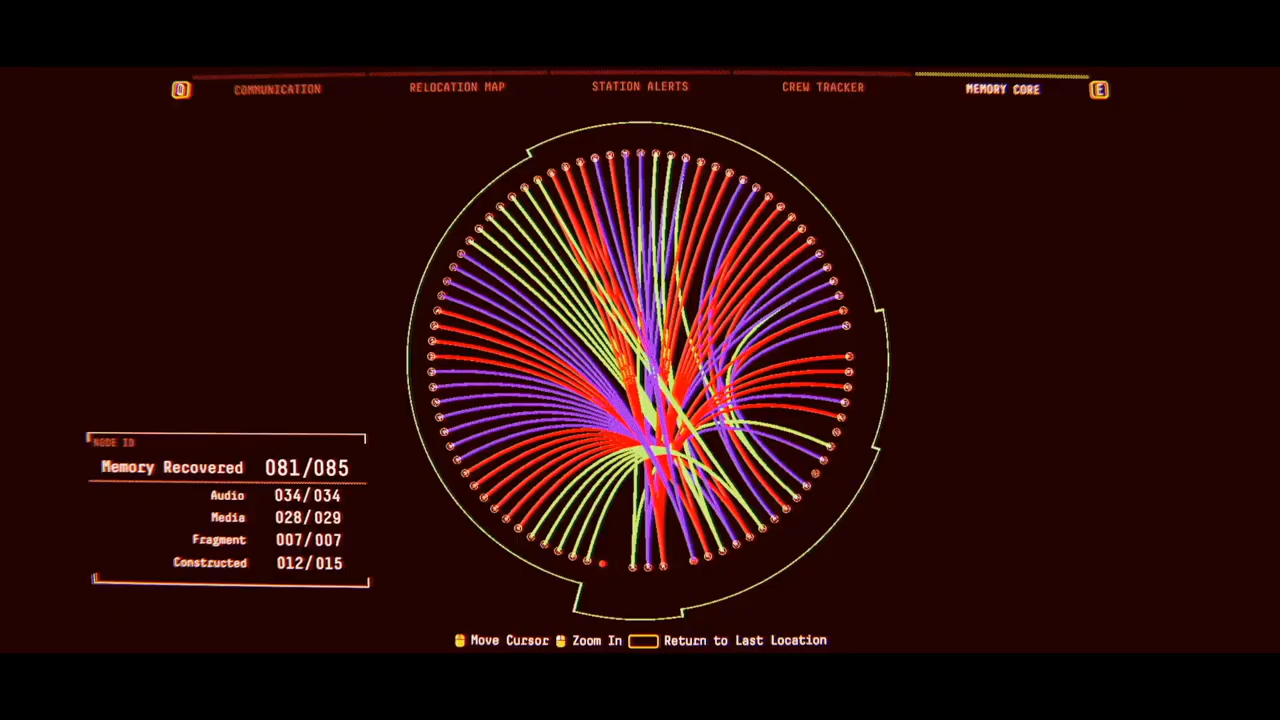 Q COMMUNICATION RELOCATION MAP STATION ALERTS CREW TRACKER MEMORY CORE E
NODE ID
Memory Recovered 081/085
Audio 034/034
Media 028/029
Fragment 007/007
Constructed 012/015
Move Cursor Zoom In Return to Last Location